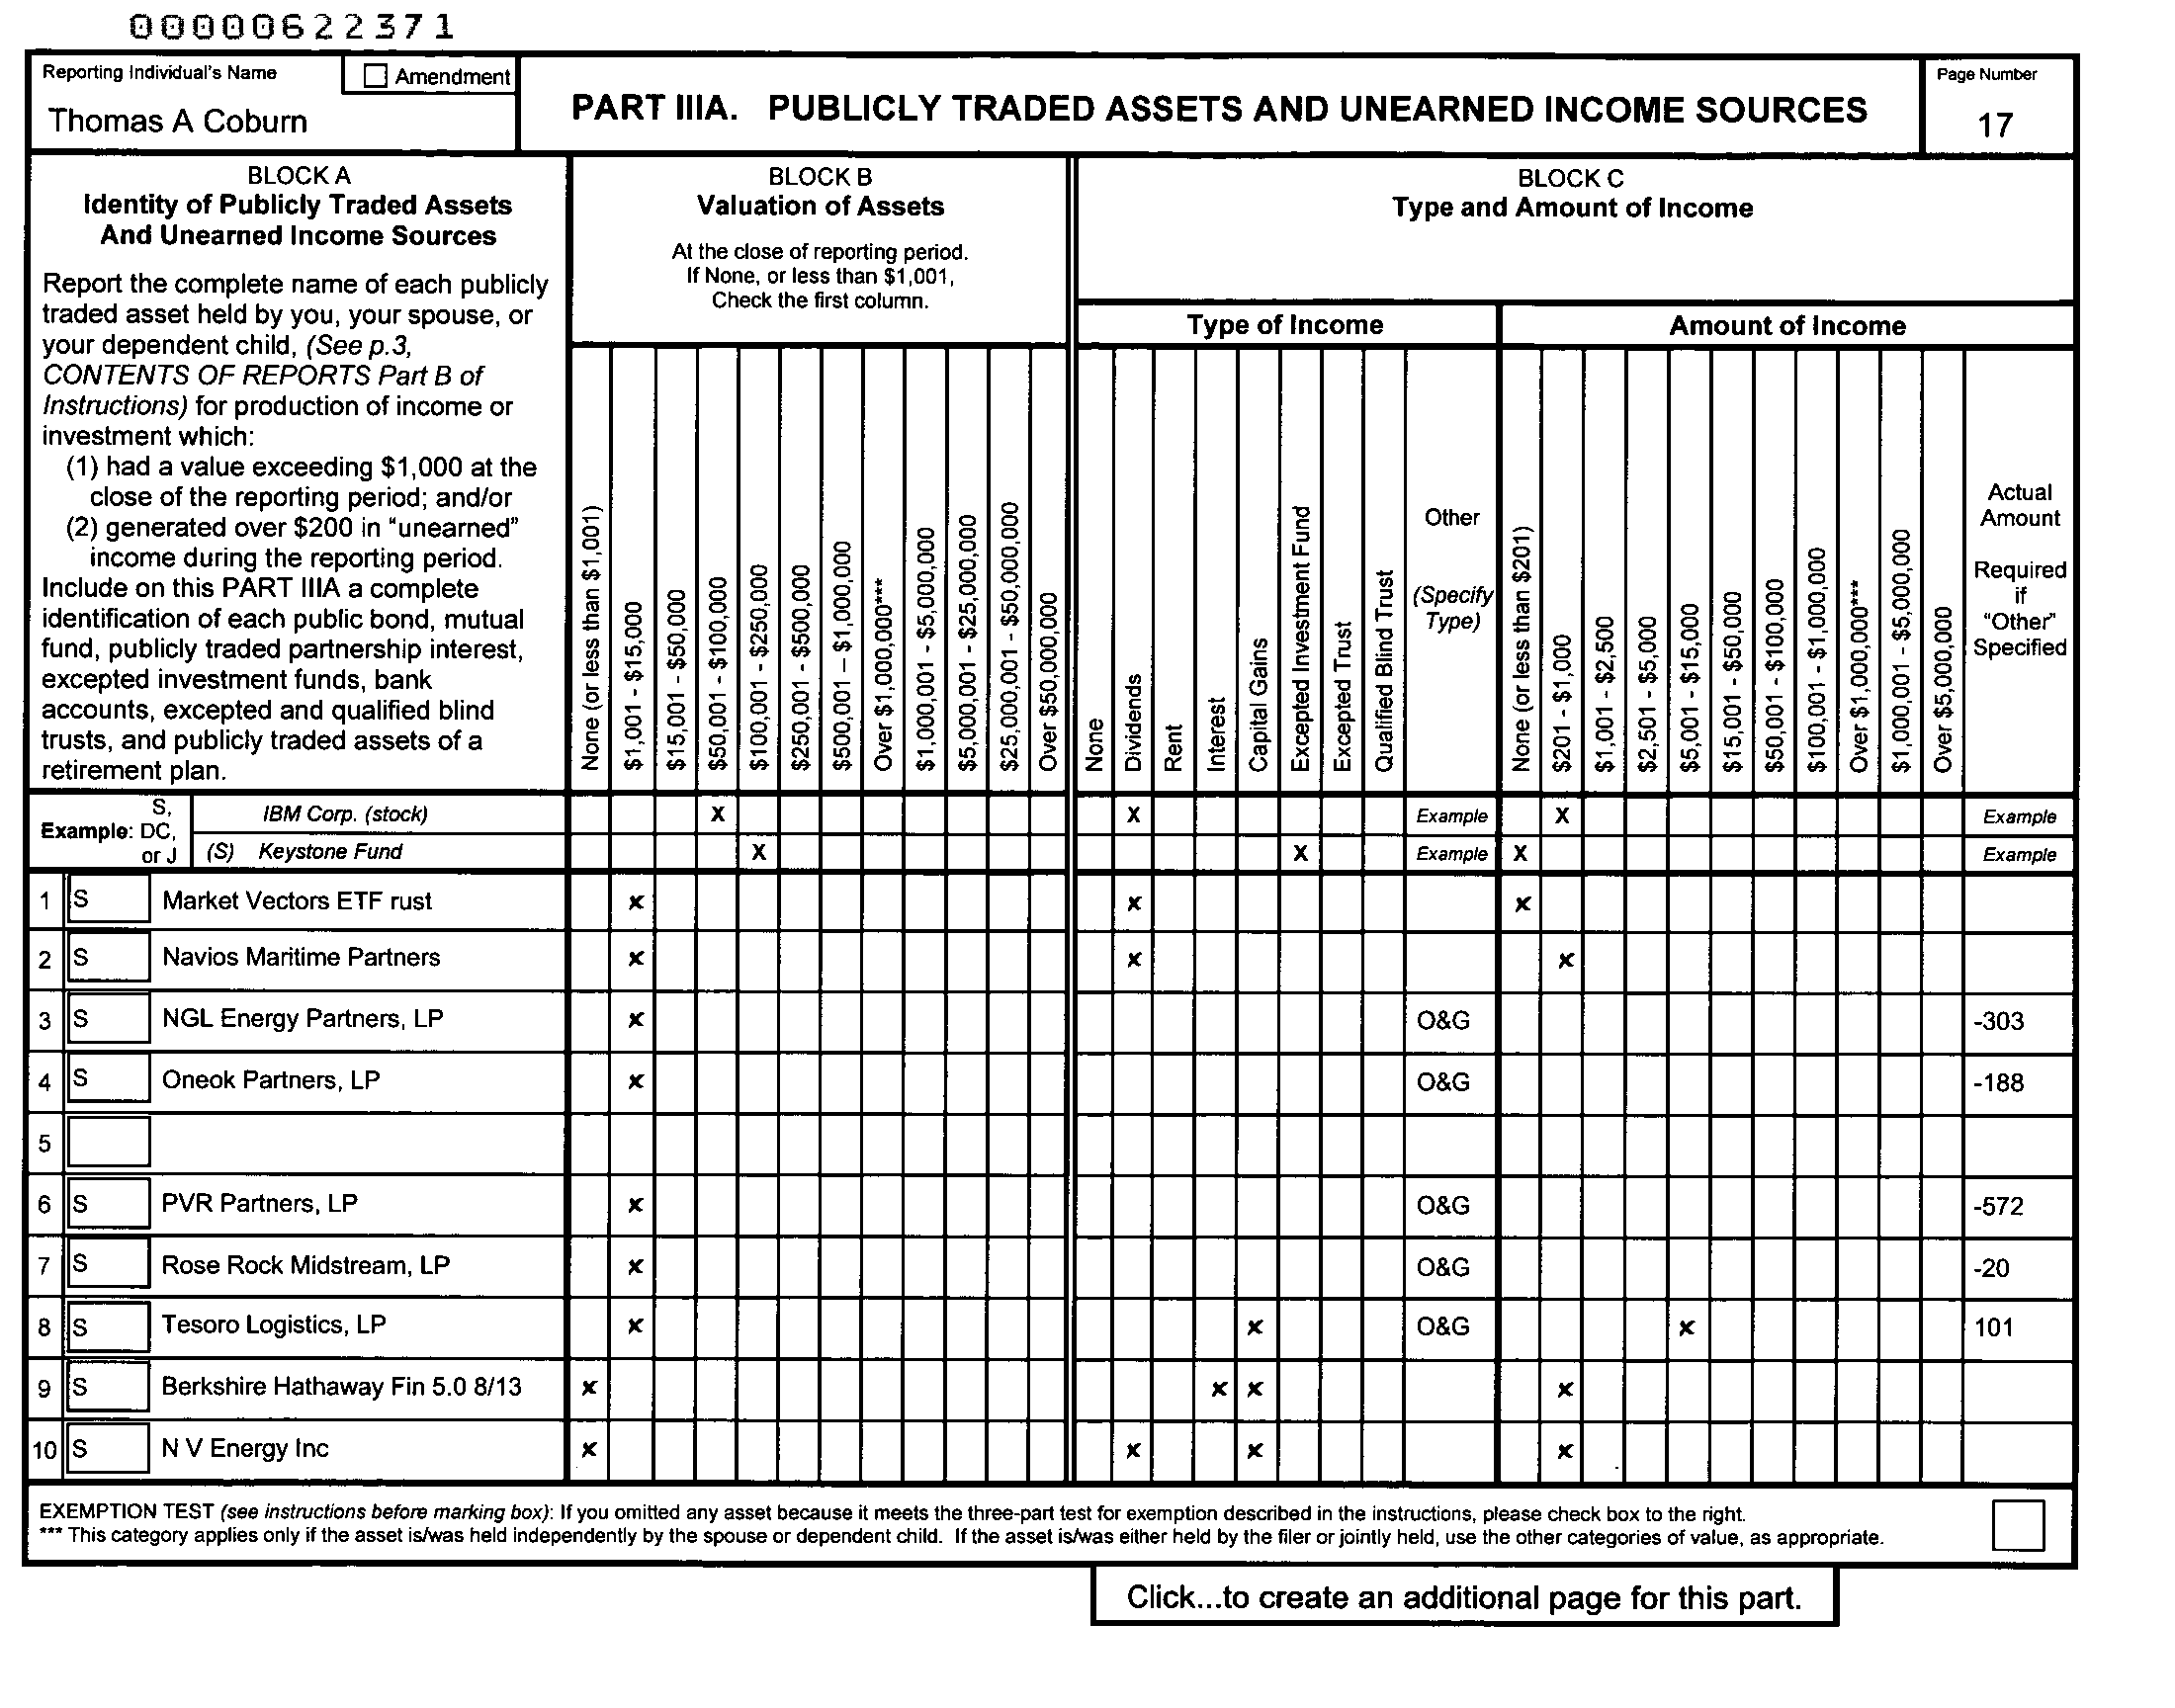 00000622371
Reporting Individual's Name
☐ Amendment
Thomas A Coburn
PART IIIA. PUBLICLY TRADED ASSETS AND UNEARNED INCOME SOURCES
Page Number
17
BLOCK A
Identity of Publicly Traded Assets
And Unearned Income Sources
Report the complete name of each publicly
traded asset held by you, your spouse, or
your dependent child, (See p.3,
CONTENTS OF REPORTS Part B of
Instructions) for production of income or
investment which:
(1) had a value exceeding $1,000 at the
close of the reporting period; and/or
(2) generated over $200 in "unearned"
income during the reporting period.
Include on this PART IIIA a complete
identification of each public bond, mutual
fund, publicly traded partnership interest,
excepted investment funds, bank
accounts, excepted and qualified blind
trusts, and publicly traded assets of a
retirement plan.
BLOCK B
Valuation of Assets
At the close of reporting period.
If None, or less than $1,001,
Check the first column.
None (or less than $1,001)
$1,001 - $15,000
$15,001 - $50,000
$50,001 - $100,000
$100,001 - $250,000
$250,001 - $500,000
$500,001 – $1,000,000
Over $1,000,000***
$1,000,001 - $5,000,000
$5,000,001 - $25,000,000
$25,000,001 - $50,000,000
Over $50,000,000
BLOCK C
Type and Amount of Income
Type of Income
None
Dividends
Rent
Interest
Capital Gains
Excepted Investment Fund
Excepted Trust
Qualified Blind Trust
Other
(Specify
Type)
Amount of Income
None (or less than $201)
$201 - $1,000
$1,001 - $2,500
$2,501 - $5,000
$5,001 - $15,000
$15,001 - $50,000
$50,001 - $100,000
$100,001 - $1,000,000
Over $1,000,000***
$1,000,001 - $5,000,000
Over $5,000,000
Actual
Amount
Required
if
"Other"
Specified
Example: S,
DC,
or J
IBM Corp. (stock) X X Example X Example
(S) Keystone Fund X X Example X Example
1 S Market Vectors ETF rust x x x
2 S Navios Maritime Partners x x x
3 S NGL Energy Partners, LP x O&G -303
4 S Oneok Partners, LP x O&G -188
5
6 S PVR Partners, LP x O&G -572
7 S Rose Rock Midstream, LP x O&G -20
8 S Tesoro Logistics, LP x x O&G x 101
9 S Berkshire Hathaway Fin 5.0 8/13 x x x x
10 S N V Energy Inc x x x x
EXEMPTION TEST (see instructions before marking box): If you omitted any asset because it meets the three-part test for exemption described in the instructions, please check box to the right.
*** This category applies only if the asset is/was held independently by the spouse or dependent child. If the asset is/was either held by the filer or jointly held, use the other categories of value, as appropriate.
Click...to create an additional page for this part.